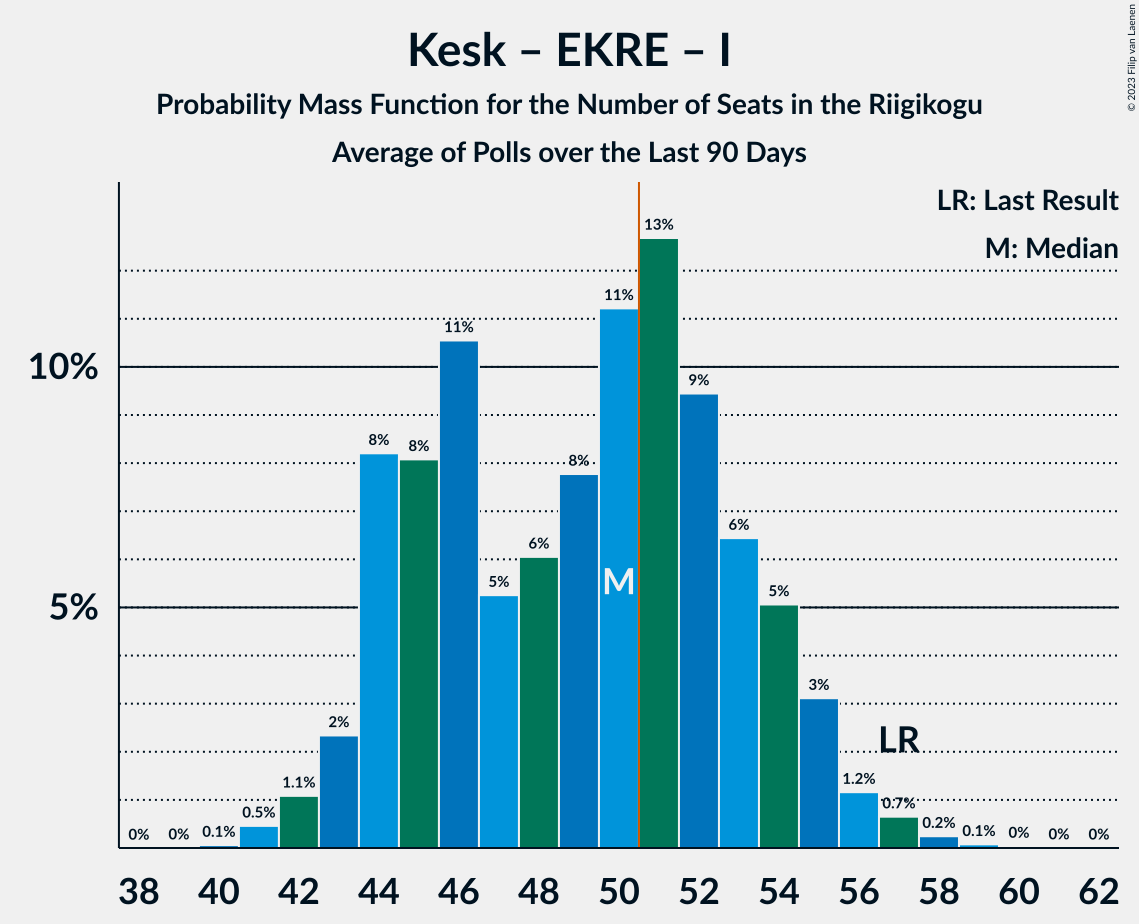 Kesk – EKRE – I
Probability Mass Function for the Number of Seats in the Riigikogu
Average of Polls over the Last 90 Days
© 2023 Filip van Laenen
LR: Last Result
M: Median
10%
5%
0% 0% 0.1% 0.5% 1.1% 2% 8% 8% 11% 5% 6% 8% 11% 13% 9% 6% 5% 3% 1.2% 0.7% 0.2% 0.1% 0% 0% 0%
M
LR
38 40 42 44 46 48 50 52 54 56 58 60 62